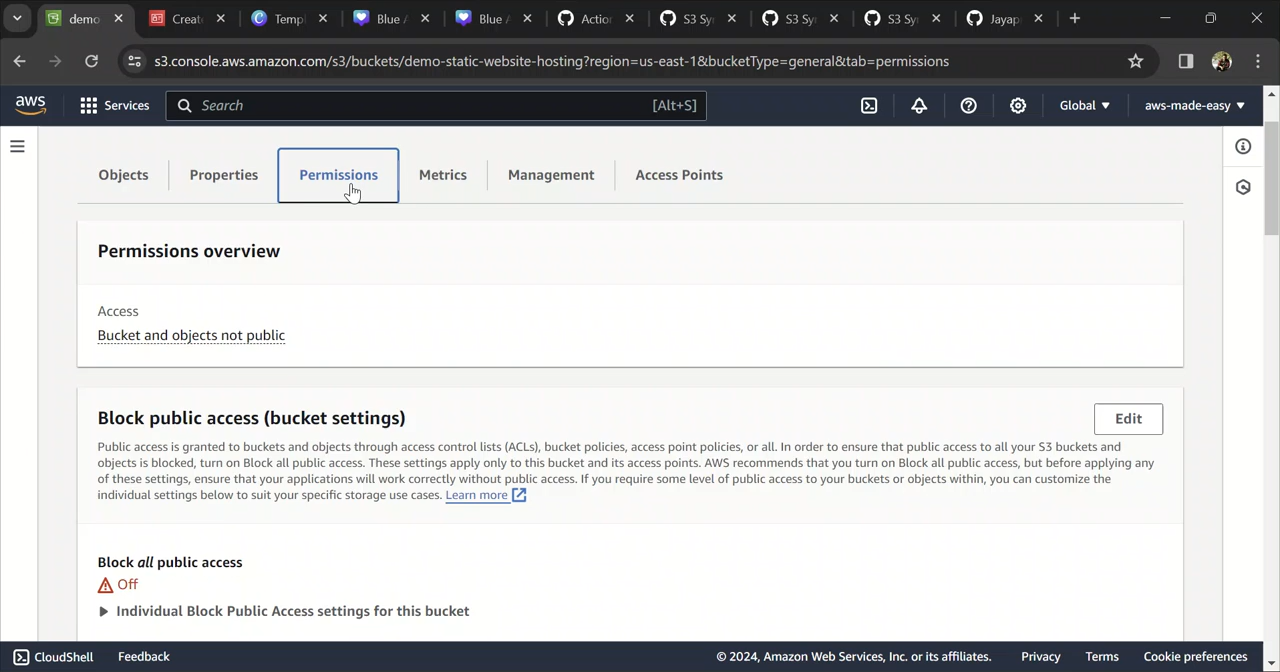 demo
Create
Templ
Blue A
Blue A
Action
S3 Syn
S3 Syn
S3 Syn
Jayap
s3.console.aws.amazon.com/s3/buckets/demo-static-website-hosting?region=us-east-1&bucketType=general&tab=permissions
aws
Services
Search
[Alt+S]
Global
aws-made-easy
Objects
Properties
Permissions
Metrics
Management
Access Points
Permissions overview
Access
Bucket and objects not public
Block public access (bucket settings)
Edit
Public access is granted to buckets and objects through access control lists (ACLs), bucket policies, access point policies, or all. In order to ensure that public access to all your S3 buckets and
objects is blocked, turn on Block all public access. These settings apply only to this bucket and its access points. AWS recommends that you turn on Block all public access, but before applying any
of these settings, ensure that your applications will work correctly without public access. If you require some level of public access to your buckets or objects within, you can customize the
individual settings below to suit your specific storage use cases. Learn more
Block all public access
Off
Individual Block Public Access settings for this bucket
CloudShell
Feedback
© 2024, Amazon Web Services, Inc. or its affiliates.
Privacy
Terms
Cookie preferences